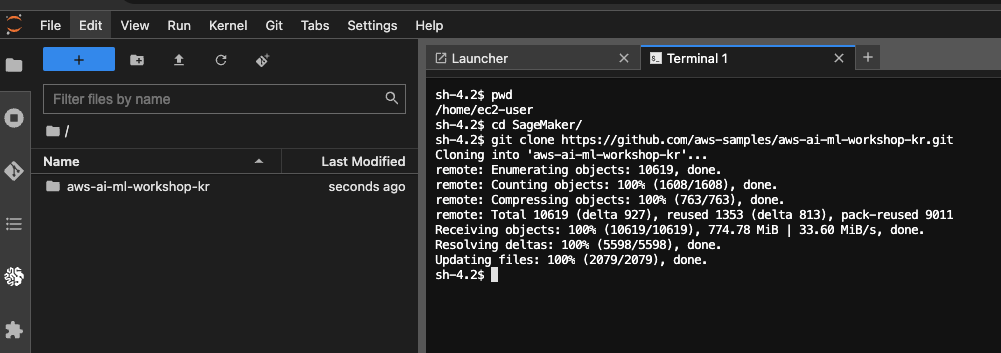 File Edit View Run Kernel Git Tabs Settings Help
+
Filter files by name
/
Name Last Modified
aws-ai-ml-workshop-kr seconds ago
Launcher
Terminal 1
sh-4.2$ pwd
/home/ec2-user
sh-4.2$ cd SageMaker/
sh-4.2$ git clone https://github.com/aws-samples/aws-ai-ml-workshop-kr.git
Cloning into 'aws-ai-ml-workshop-kr'...
remote: Enumerating objects: 10619, done.
remote: Counting objects: 100% (1608/1608), done.
remote: Compressing objects: 100% (763/763), done.
remote: Total 10619 (delta 927), reused 1353 (delta 813), pack-reused 9011
Receiving objects: 100% (10619/10619), 774.78 MiB | 33.60 MiB/s, done.
Resolving deltas: 100% (5598/5598), done.
Updating files: 100% (2079/2079), done.
sh-4.2$